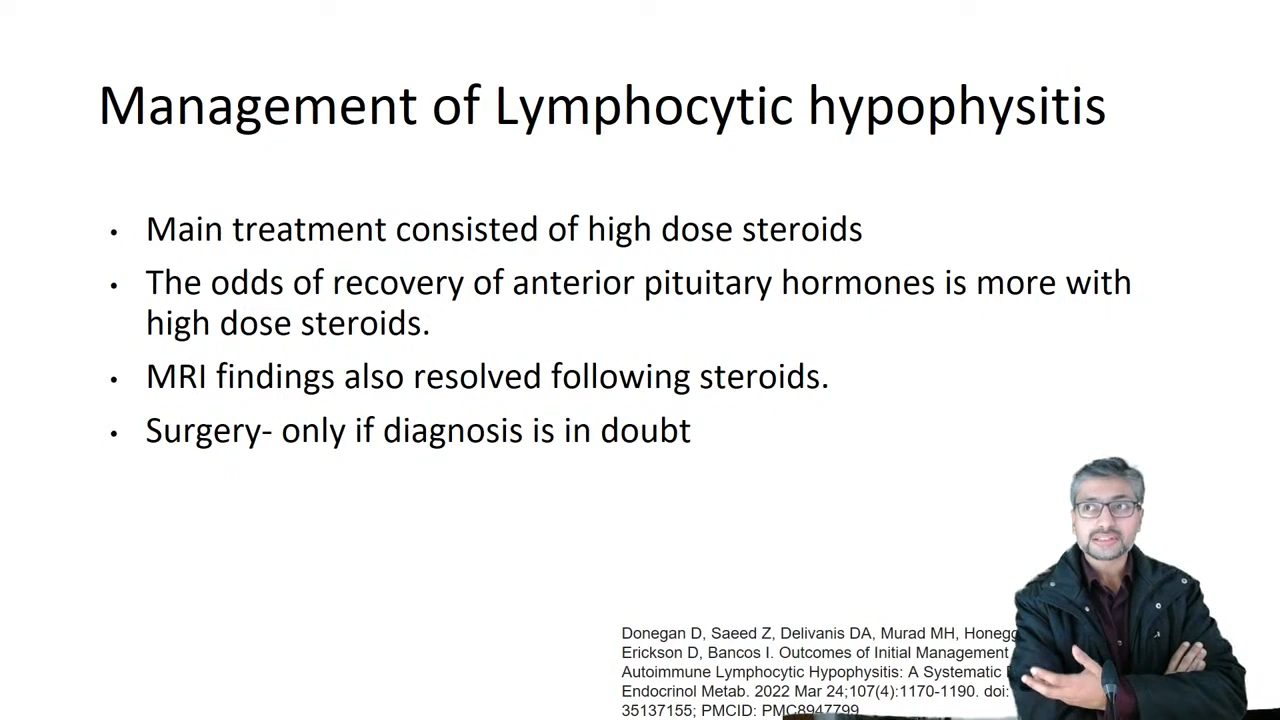 Management of Lymphocytic hypophysitis
• Main treatment consisted of high dose steroids
• The odds of recovery of anterior pituitary hormones is more with
high dose steroids.
• MRI findings also resolved following steroids.
• Surgery- only if diagnosis is in doubt
Donegan D, Saeed Z, Delivanis DA, Murad MH,
Erickson D, Bancos I. Outcomes of Initial Management
Autoimmune Lymphocytic Hypophysitis: A Systematic
Endocrinol Metab. 2022 Mar 24;107(4):1170-1190. doi:
35137155; PMCID: PMC8947799